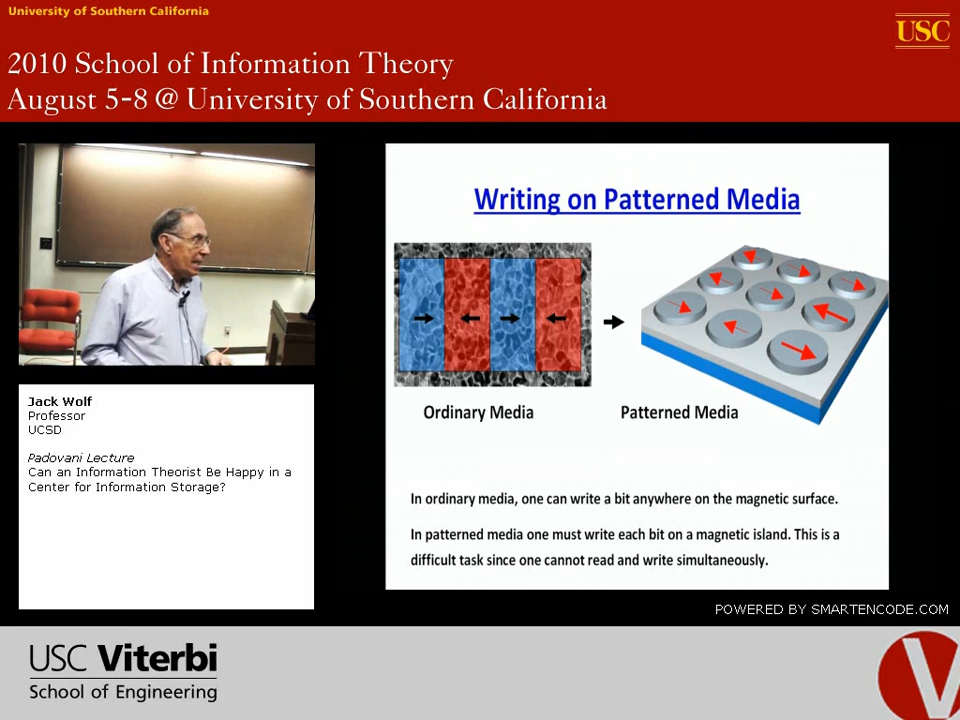 University of Southern California
USC
2010 School of Information Theory
August 5-8 @ University of Southern California
Writing on Patterned Media
Ordinary Media
Patterned Media
In ordinary media, one can write a bit anywhere on the magnetic surface.
In patterned media one must write each bit on a magnetic island. This is a
difficult task since one cannot read and write simultaneously.
Jack Wolf
Professor
UCSD
Padovani Lecture
Can an Information Theorist Be Happy in a
Center for Information Storage?
POWERED BY SMARTENCODE.COM
USC Viterbi
School of Engineering
V